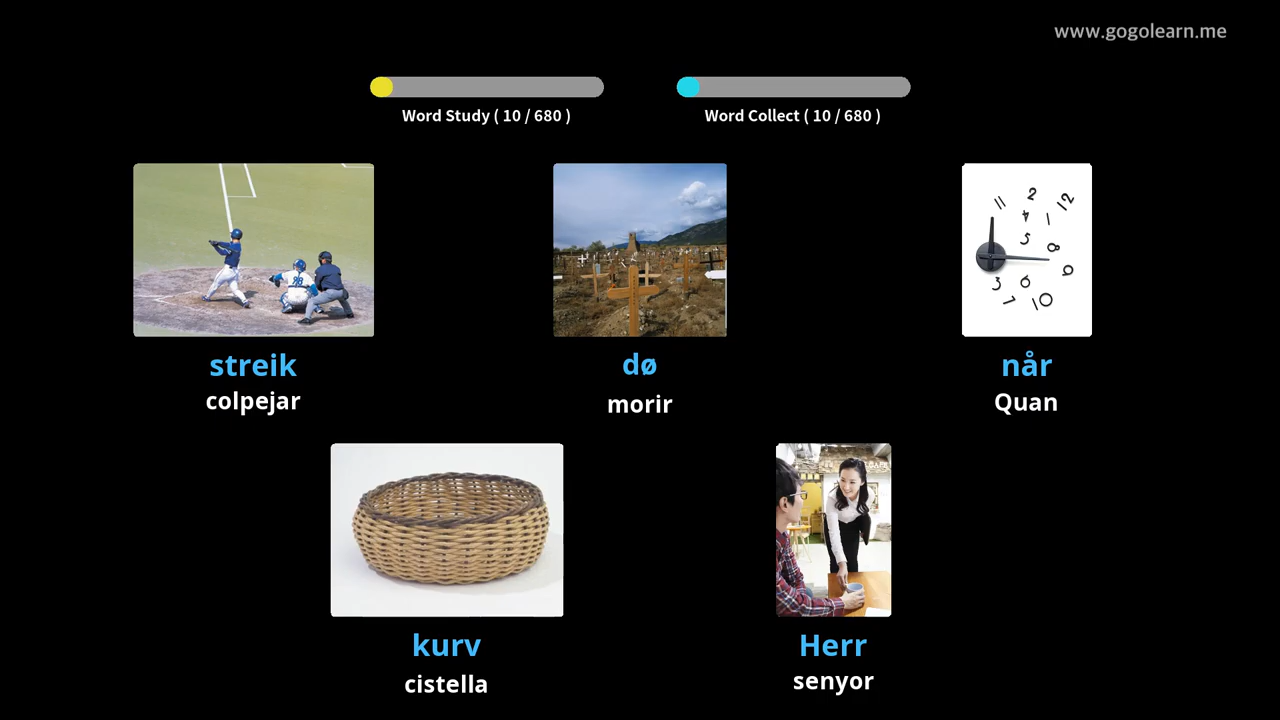 www.gogolearn.me
Word Study ( 10 / 680 )
Word Collect ( 10 / 680 )
streik
colpejar
dø
morir
når
Quan
kurv
cistella
Herr
senyor